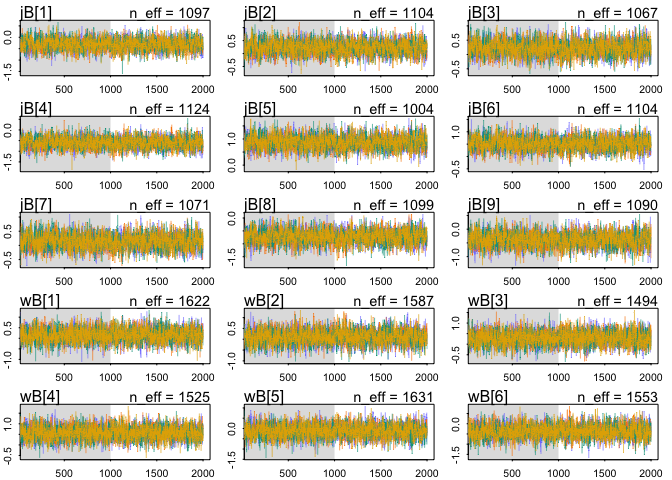 jB[1] n_eff = 1097 jB[2] n_eff = 1104 jB[3] n_eff = 1067
0.0 0.5
-1.5 -0.5 -0.5
500 1000 1500 2000 500 1000 1500 2000 500 1000 1500 2000
jB[4] n_eff = 1124 jB[5] n_eff = 1004 jB[6] n_eff = 1104
0.0 1.0 1.0
-1.5 0.0 -0.5
500 1000 1500 2000 500 1000 1500 2000 500 1000 1500 2000
jB[7] n_eff = 1071 jB[8] n_eff = 1099 jB[9] n_eff = 1090
0.5 0.0 0.0
-0.5 -1.5 -1.0
500 1000 1500 2000 500 1000 1500 2000 500 1000 1500 2000
wB[1] n_eff = 1622 wB[2] n_eff = 1587 wB[3] n_eff = 1494
0.5 0.5 1.0
-1.0 -1.0 -0.5
500 1000 1500 2000 500 1000 1500 2000 500 1000 1500 2000
wB[4] n_eff = 1525 wB[5] n_eff = 1631 wB[6] n_eff = 1553
1.0 0.0 0.0
-0.5 -1.5 -1.5
500 1000 1500 2000 500 1000 1500 2000 500 1000 1500 2000